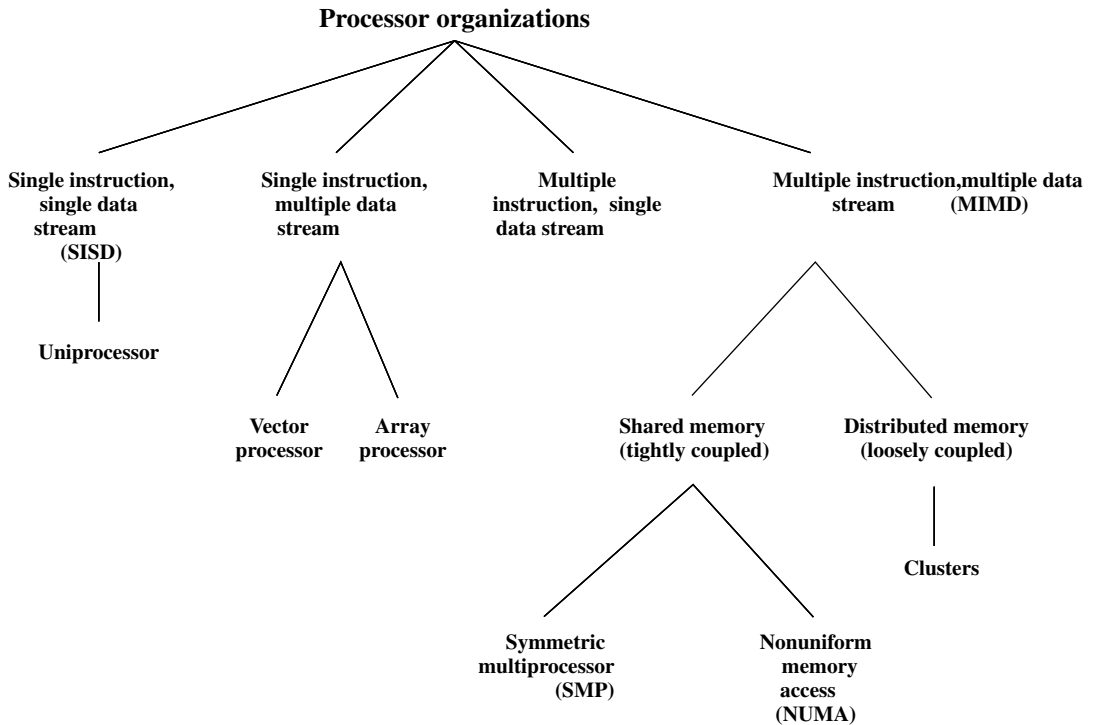 Processor organizations
Single instruction,
single data
stream
(SISD)
Single instruction,
multiple data
stream
Multiple
instruction, single
data stream
Multiple instruction,multiple data
stream (MIMD)
Uniprocessor
Vector
processor
Array
processor
Shared memory
(tightly coupled)
Distributed memory
(loosely coupled)
Clusters
Symmetric
multiprocessor
(SMP)
Nonuniform
memory
access
(NUMA)